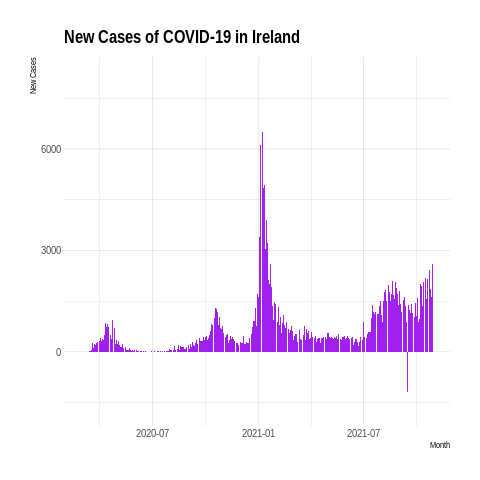 New Cases of COVID-19 in Ireland
New Cases
6000
3000
0
2020-07
2021-01
2021-07
Month